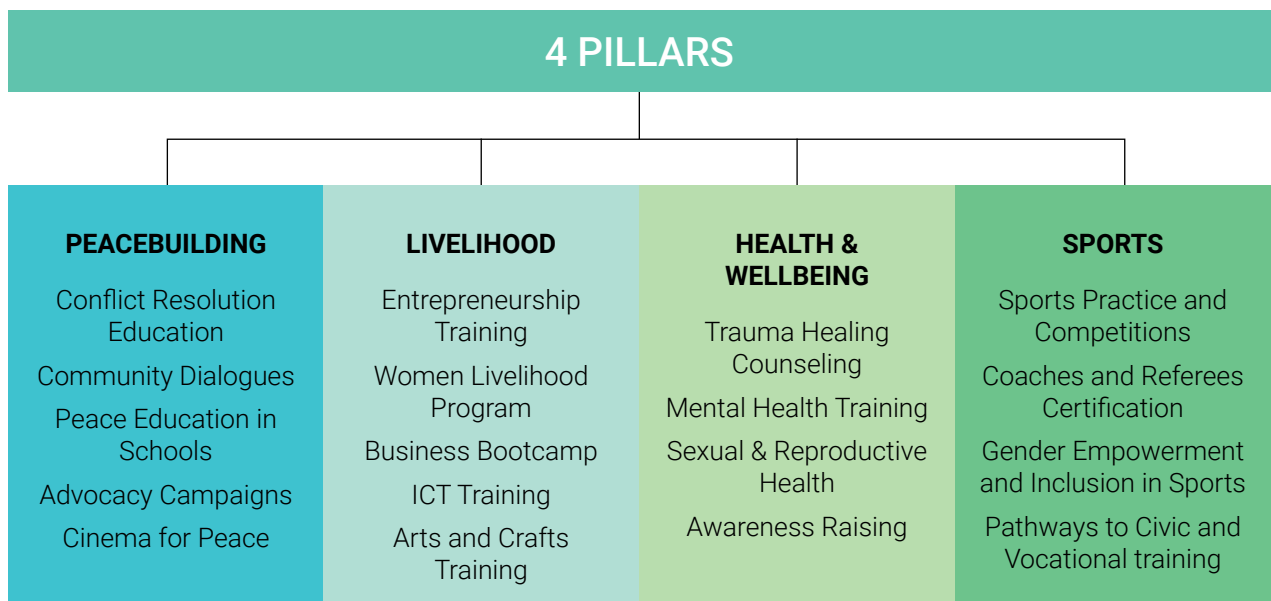 4 PILLARS
PEACEBUILDING
Conflict Resolution
Education
Community Dialogues
Peace Education in
Schools
Advocacy Campaigns
Cinema for Peace
LIVELIHOOD
Entrepreneurship
Training
Women Livelihood
Program
Business Bootcamp
ICT Training
Arts and Crafts
Training
HEALTH &
WELLBEING
Trauma Healing
Counseling
Mental Health Training
Sexual & Reproductive
Health
Awareness Raising
SPORTS
Sports Practice and
Competitions
Coaches and Referees
Certification
Gender Empowerment
and Inclusion in Sports
Pathways to Civic and
Vocational training